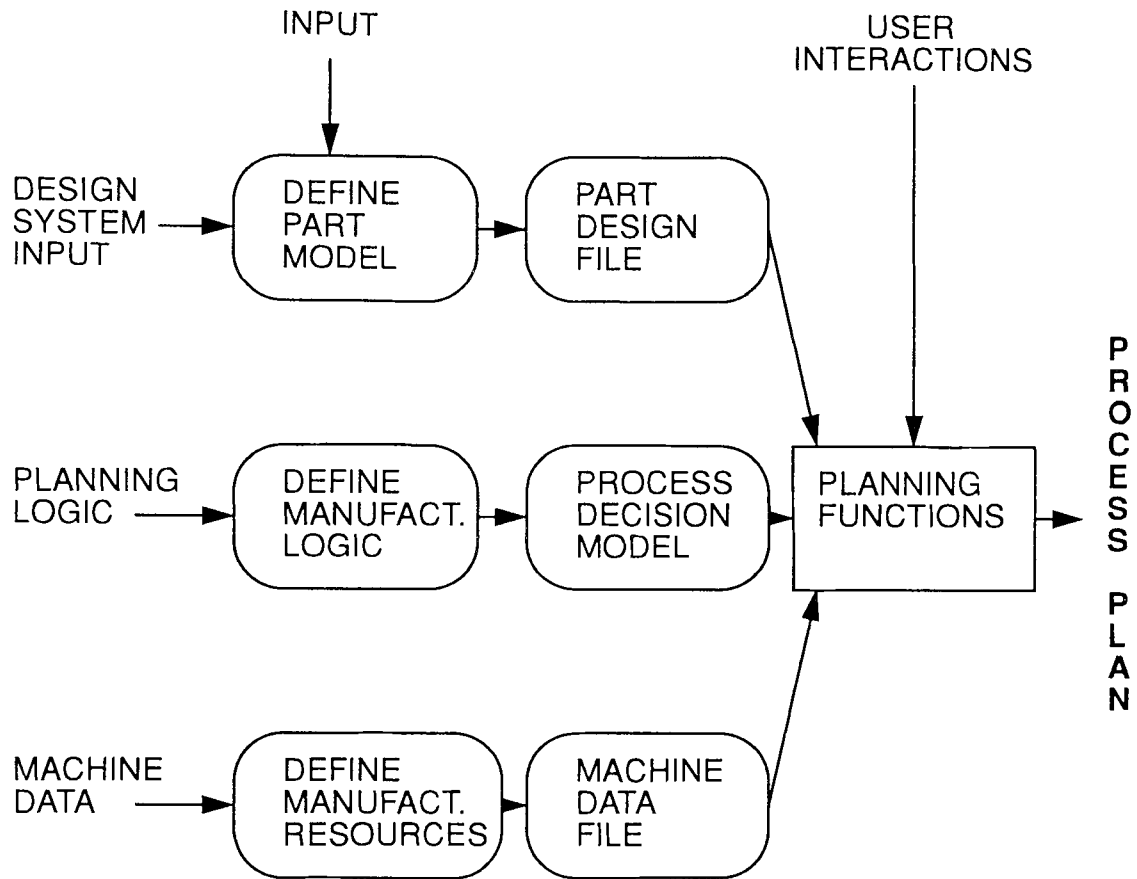 INPUT
USER
INTERACTIONS
DESIGN
SYSTEM
INPUT
DEFINE
PART
MODEL
PART
DESIGN
FILE
PLANNING
LOGIC
DEFINE
MANUFACT.
LOGIC
PROCESS
DECISION
MODEL
PLANNING
FUNCTIONS
PROCESS PLAN
MACHINE
DATA
DEFINE
MANUFACT.
RESOURCES
MACHINE
DATA
FILE